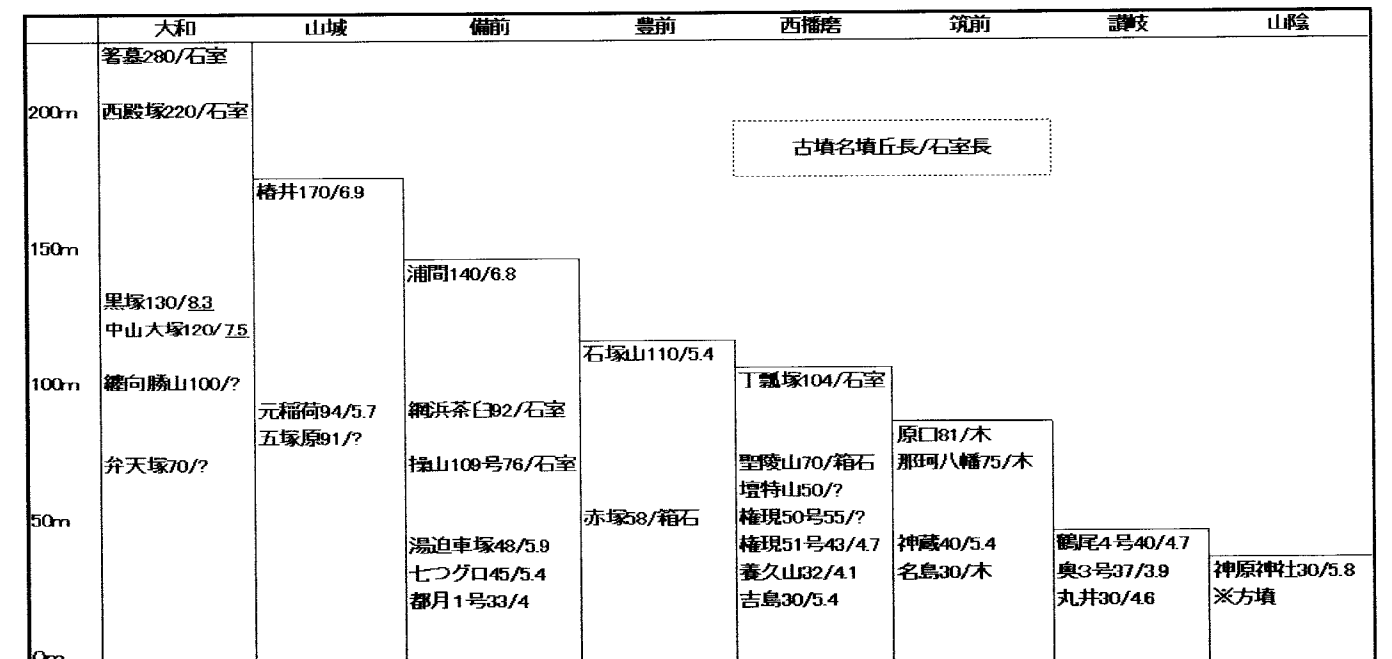 大和 山城 備前 豊前 西播磨 筑前 讃岐 山陰
箸墓280/石室
200m 西殿塚220/石室
古墳名墳丘長/石室長
椿井170/6.9
150m
浦間140/6.8
黒塚130/8.3
中山大塚120/7.5
石塚山110/5.4
100m 纏向勝山100/? 丁瓢塚104/石室
元稲荷94/5.7 網浜茶臼92/石室
五塚原91/? 原口81/木
弁天塚70/? 操山109号76/石室 聖陵山70/箱石 那珂八幡75/木
壇特山50/?
50m 赤塚58/箱石 権現50号55/?
湯迫車塚48/5.9 権現51号43/4.7 神蔵40/5.4 鶴尾4号40/4.7
七つグロ45/5.4 養久山32/4.1 名島30/木 奥3号37/3.9 神原神社30/5.8
都月1号33/4 吉島30/5.4 丸井30/4.6 ※方墳
0m